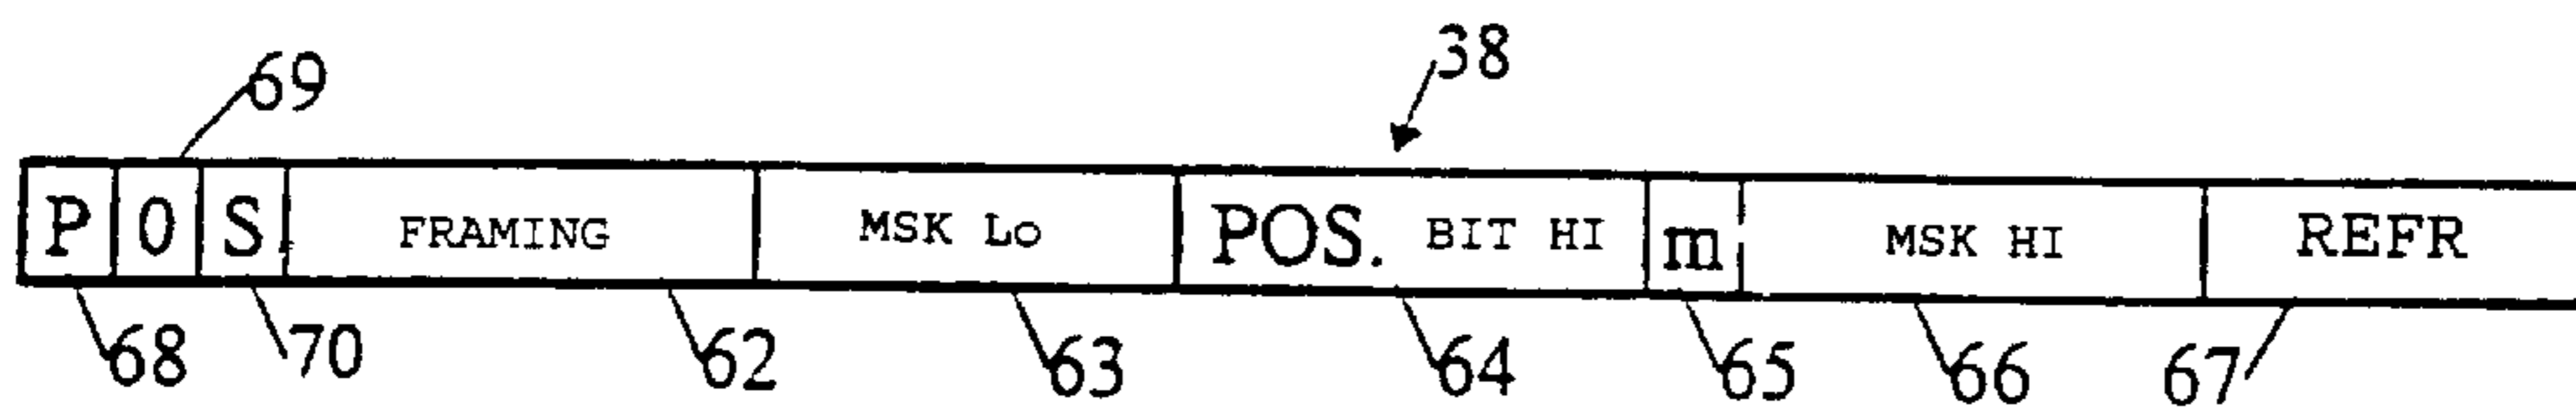 38
69
P 0 S FRAMING MSK Lo POS. BIT HI m MSK HI REFR
68 70 62 63 64 65 66 67